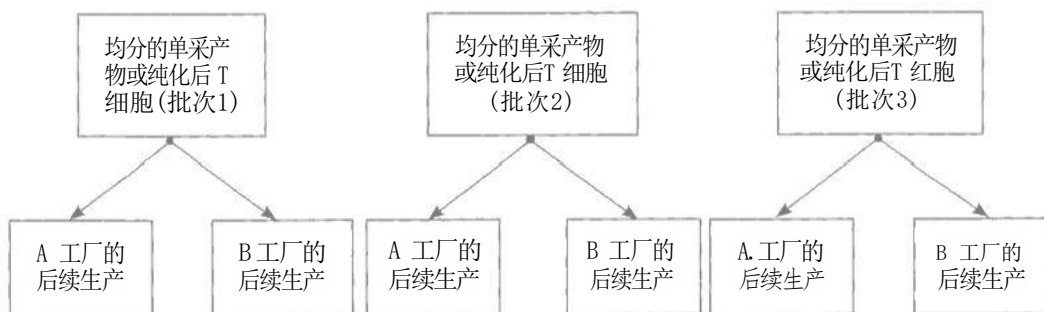 均分的单采产
物或纯化后 T
细胞(批次1)
均分的单采产物
或纯化后T 细胞
(批次2)
均分的单采产物
或纯化后T 红胞
(批次3)
A 工厂的
后续生产
B工厂的
后续生产
A 工厂的
后续生产
B 工厂的
后续生产
A.工厂的
后续生产
B 工厂的
后续生产